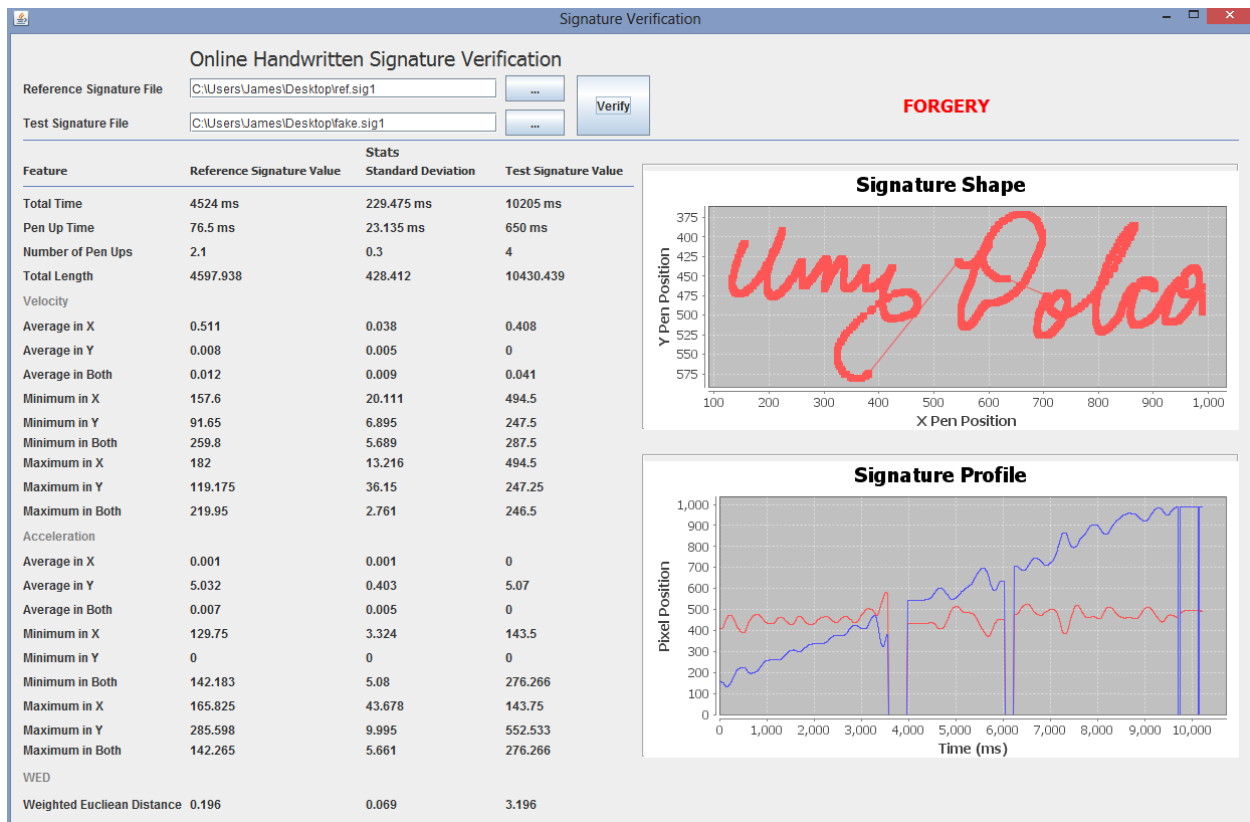 Signature Verification
Online Handwritten Signature Verification
Reference Signature File C:\Users\James\Desktop\ref.sig1 ...
Test Signature File C:\Users\James\Desktop\fake.sig1 ...
Verify
FORGERY
Stats
Feature Reference Signature Value Standard Deviation Test Signature Value
Total Time 4524 ms 229.475 ms 10205 ms
Pen Up Time 76.5 ms 23.135 ms 650 ms
Number of Pen Ups 2.1 0.3 4
Total Length 4597.938 428.412 10430.439
Velocity
Average in X 0.511 0.038 0.408
Average in Y 0.008 0.005 0
Average in Both 0.012 0.009 0.041
Minimum in X 157.6 20.111 494.5
Minimum in Y 91.65 6.895 247.5
Minimum in Both 259.8 5.689 287.5
Maximum in X 182 13.216 494.5
Maximum in Y 119.175 36.15 247.25
Maximum in Both 219.95 2.761 246.5
Acceleration
Average in X 0.001 0.001 0
Average in Y 5.032 0.403 5.07
Average in Both 0.007 0.005 0
Minimum in X 129.75 3.324 143.5
Minimum in Y 0 0 0
Minimum in Both 142.183 5.08 276.266
Maximum in X 165.825 43.678 143.75
Maximum in Y 285.598 9.995 552.533
Maximum in Both 142.265 5.661 276.266
WED
Weighted Eucliean Distance 0.196 0.069 3.196
Signature Shape
Y Pen Position
375
400
425
450
475
500
525
550
575
100 200 300 400 500 600 700 800 900 1,000
X Pen Position
Signature Profile
Pixel Position
1,000
900
800
700
600
500
400
300
200
100
0
0 1,000 2,000 3,000 4,000 5,000 6,000 7,000 8,000 9,000 10,000
Time (ms)